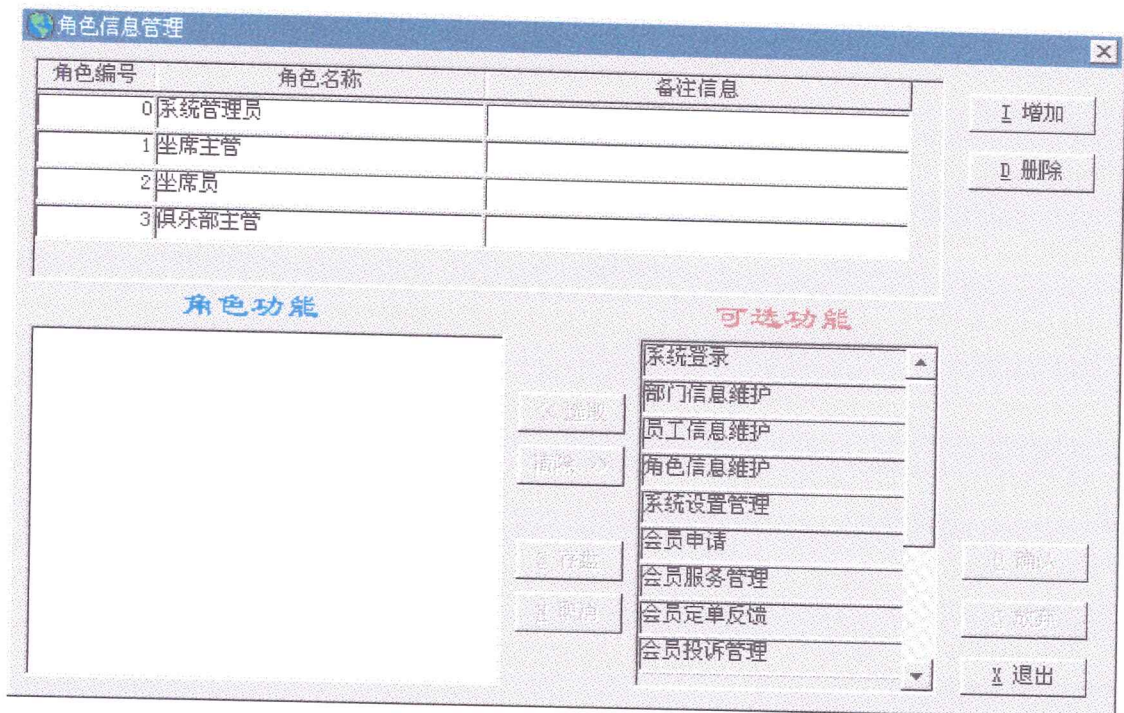 角色信息管理
角色编号 角色名称 备注信息
0 系统管理员
1 坐席主管
2 坐席员
3 俱乐部主管
I 增加
D 删除
角色功能
可选功能
系统登录
部门信息维护
员工信息维护
角色信息维护
系统设置管理
会员申请
会员服务管理
会员定单反馈
会员投诉管理
清除 >>
X 退出